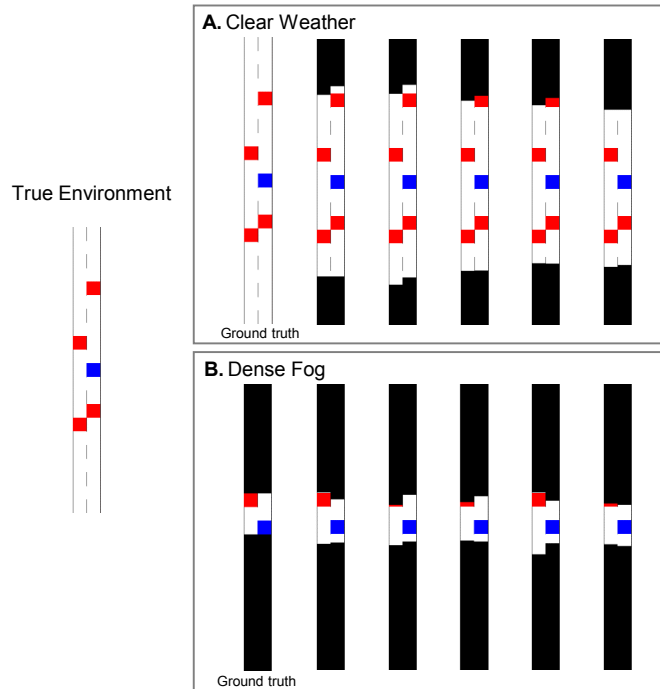 A. Clear Weather
True Environment
Ground truth
B. Dense Fog
Ground truth